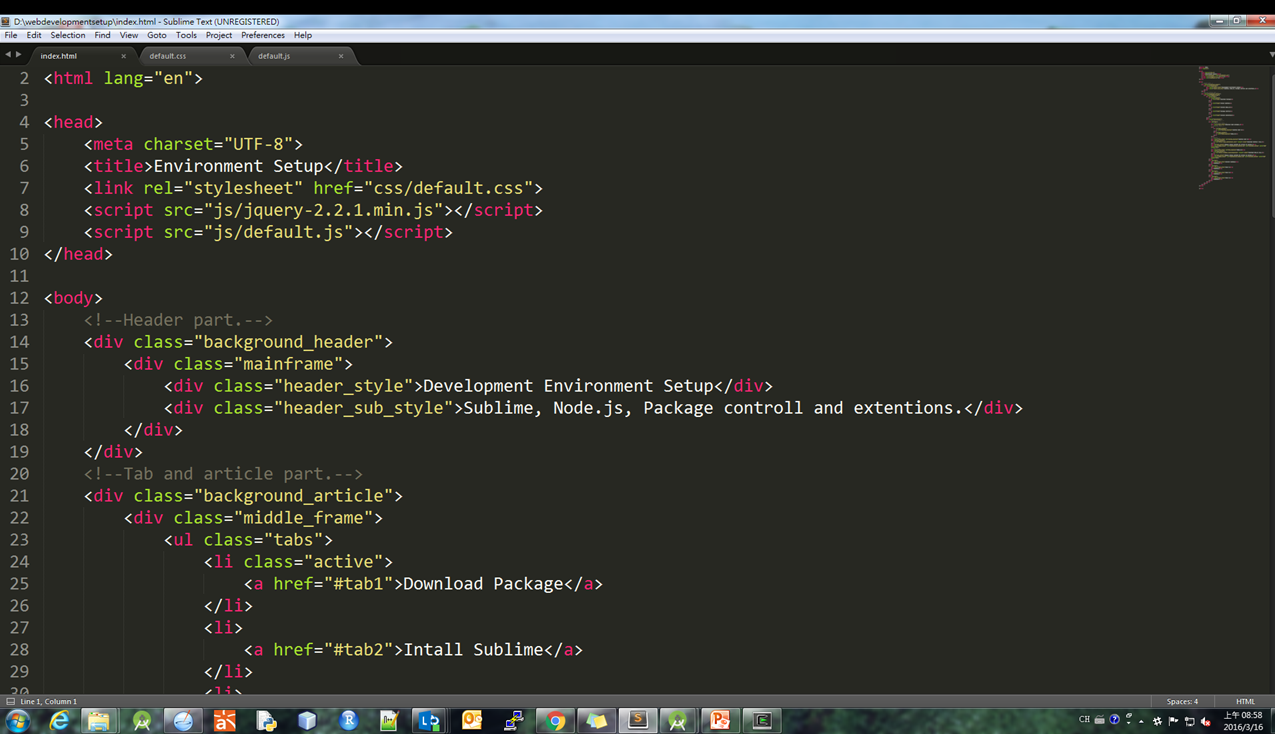 D:\webdevelopmentsetup\index.html - Sublime Text (UNREGISTERED)
File Edit Selection Find View Goto Tools Project Preferences Help
index.html × default.css × default.js ×
2 <html lang="en">
3
4 <head>
5 <meta charset="UTF-8">
6 <title>Environment Setup</title>
7 <link rel="stylesheet" href="css/default.css">
8 <script src="js/jquery-2.2.1.min.js"></script>
9 <script src="js/default.js"></script>
10 </head>
11
12 <body>
13 <!--Header part.-->
14 <div class="background_header">
15 <div class="mainframe">
16 <div class="header_style">Development Environment Setup</div>
17 <div class="header_sub_style">Sublime, Node.js, Package controll and extentions.</div>
18 </div>
19 </div>
20 <!--Tab and article part.-->
21 <div class="background_article">
22 <div class="middle_frame">
23 <ul class="tabs">
24 <li class="active">
25 <a href="#tab1">Download Package</a>
26 </li>
27 <li>
28 <a href="#tab2">Intall Sublime</a>
29 </li>
30 <li>
Line 1, Column 1 Spaces: 4 HTML
CH 上午 08:58
2016/3/16